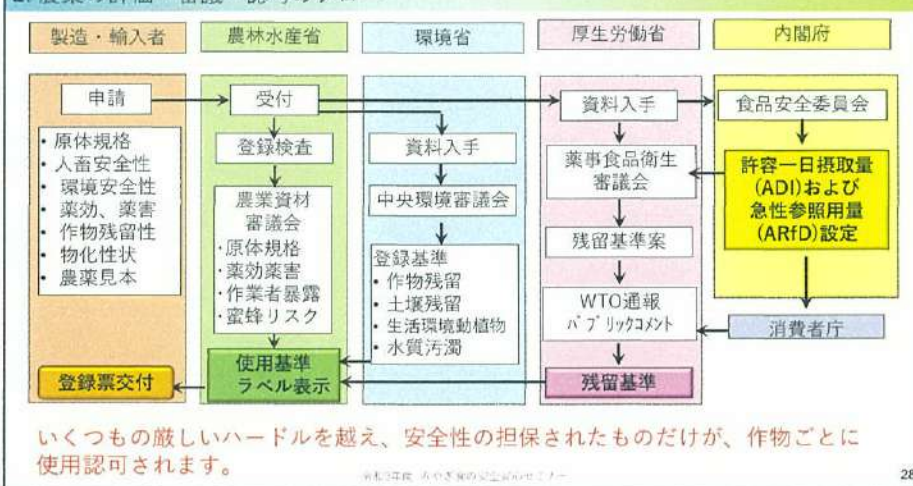 製造・輸入者
農林水産省
環境省
厚生労働省
内閣府
申請
• 原体規格
• 人畜安全性
• 環境安全性
• 薬効、薬害
• 作物残留性
• 物化性状
• 農薬見本
登録票交付
受付
登録検査
農業資材
審議会
・原体規格
・薬効薬害
・作業者暴露
・蜜蜂リスク
使用基準
ラベル表示
資料入手
中央環境審議会
登録基準
• 作物残留
• 土壌残留
• 生活環境動植物
• 水質汚濁
資料入手
薬事食品衛生
審議会
残留基準案
WTO通報
パブリックコメント
残留基準
食品安全委員会
許容一日摂取量
(ADI)および
急性参照用量
(ARfD)設定
消費者庁
いくつもの厳しいハードルを越え、安全性の担保されたものだけが、作物ごとに
使用認可されます。
28